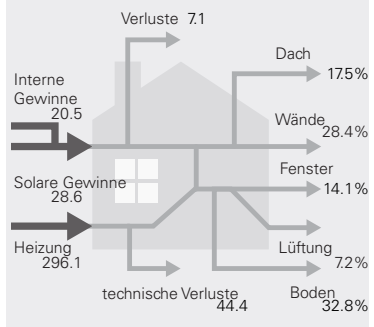 Verluste 7.1
Dach
17.5%
Interne
Gewinne
20.5
Wände
28.4%
Fenster
14.1%
Solare Gewinne
28.6
Heizung
296.1
Lüftung
7.2%
technische Verluste
44.4
Boden
32.8%